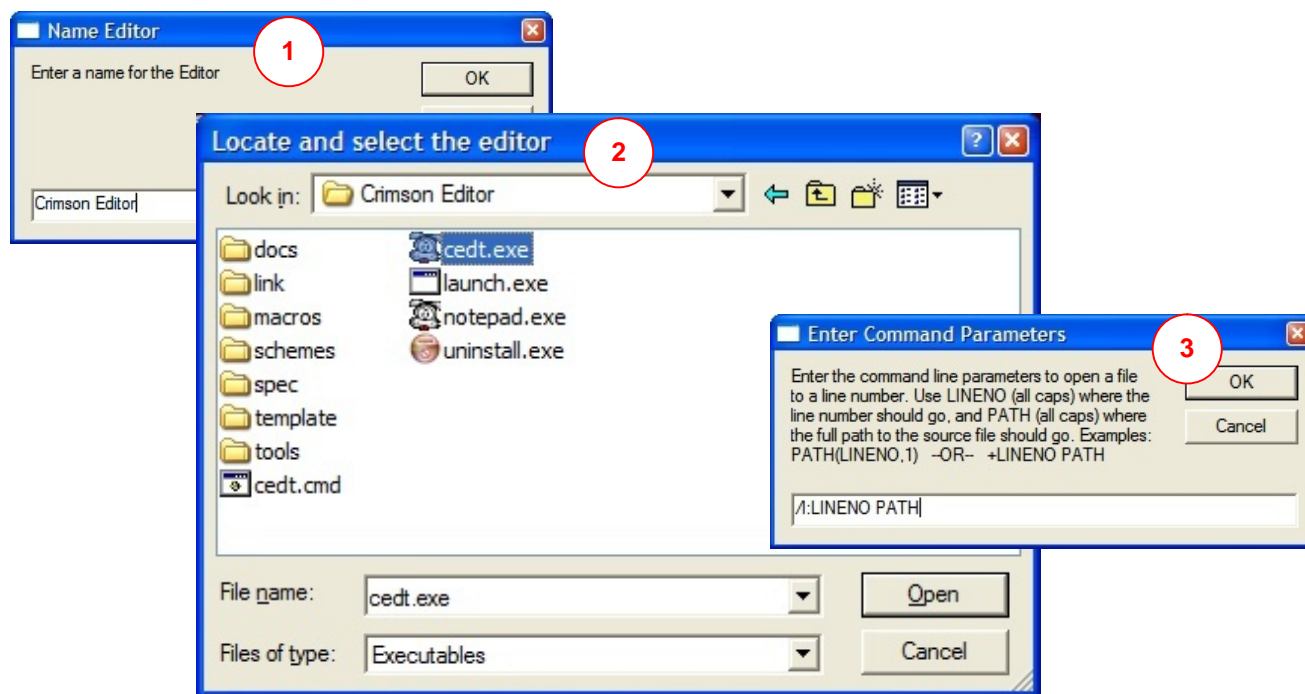 Name Editor
1
Enter a name for the Editor
OK
Crimson Editor
Locate and select the editor
2
Look in:
Crimson Editor
docs
cedt.exe
link
launch.exe
macros
notepad.exe
schemes
uninstall.exe
spec
template
tools
cedt.cmd
File name:
cedt.exe
Open
Files of type:
Executables
Cancel
Enter Command Parameters
3
Enter the command line parameters to open a file
to a line number. Use LINENO (all caps) where the
line number should go, and PATH (all caps) where
the full path to the source file should go. Examples:
PATH(LINENO,1) --OR-- +LINENO PATH
OK
Cancel
/l:LINENO PATH